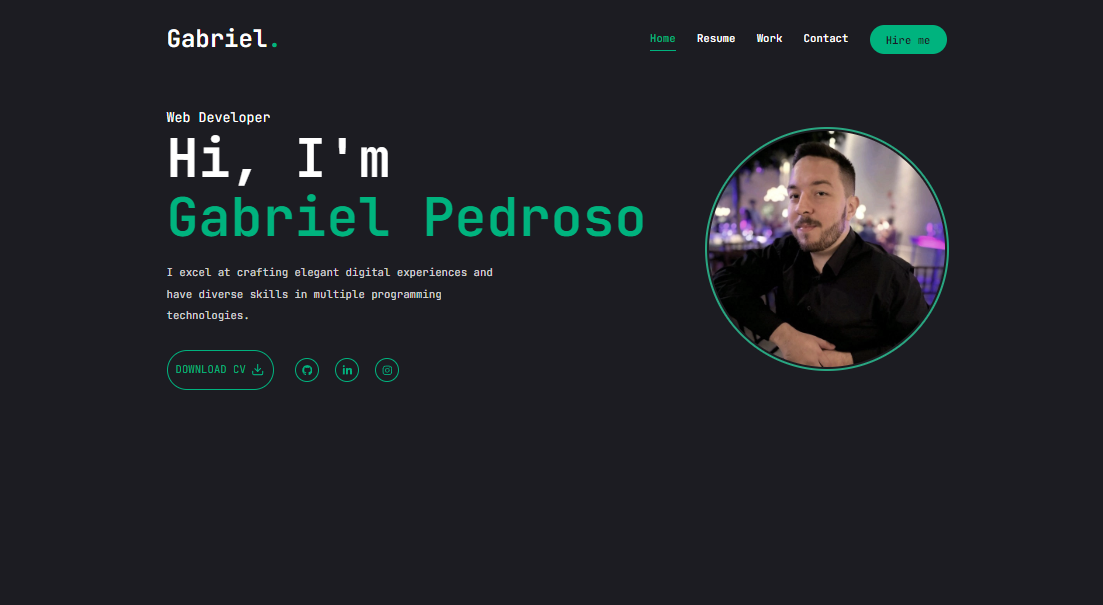 Gabriel.
Home Resume Work Contact Hire me
Web Developer
Hi, I'm
Gabriel Pedroso
I excel at crafting elegant digital experiences and
have diverse skills in multiple programming
technologies.
DOWNLOAD CV
in